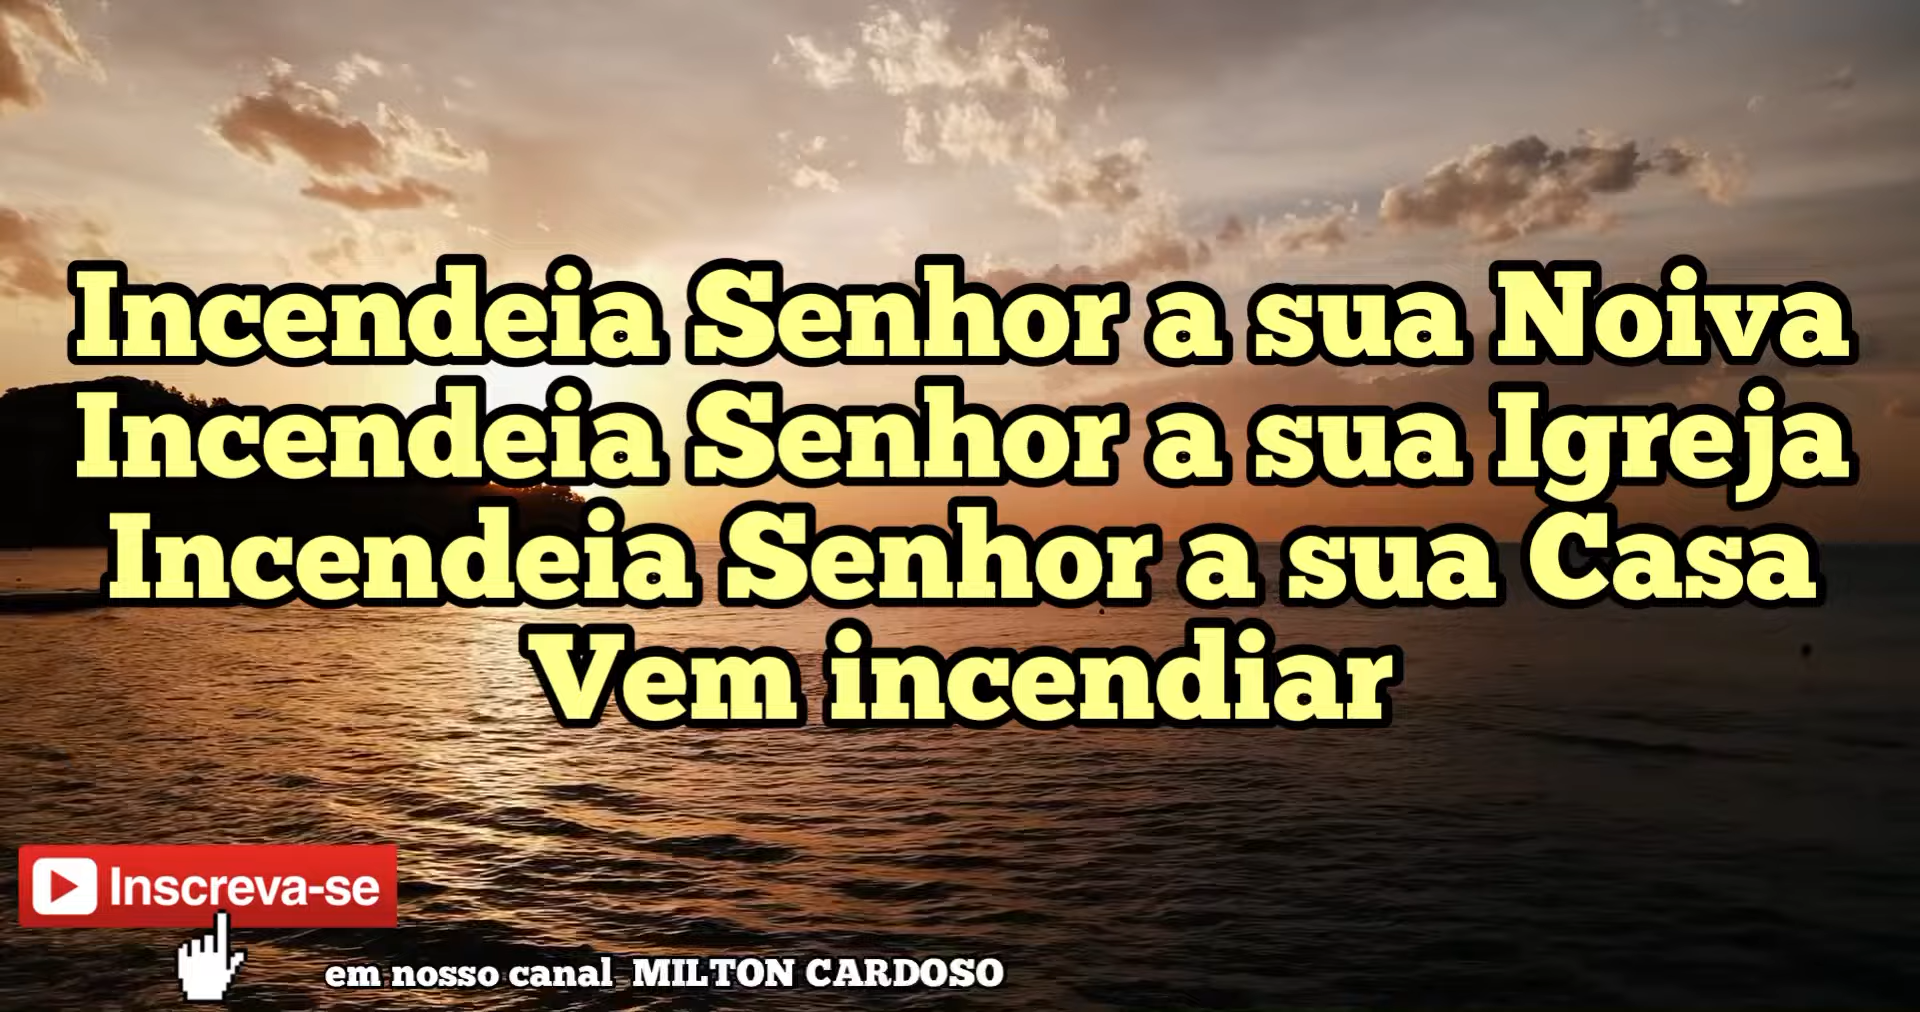 Incendeia Senhor a sua Noiva
Incendeia Senhor a sua Igreja
Incendeia Senhor a sua Casa
Vem incendiar
Inscreva-se
em nosso canal MILTON CARDOSO